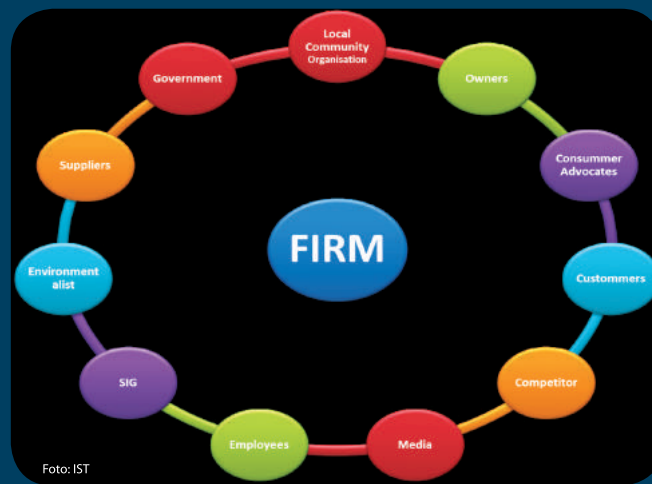 Local
Community
Organisation
Owners
Consummer
Advocates
Custommers
Competitor
Media
Employees
SIG
Environment
alist
Suppliers
Government
FIRM
Foto: IST